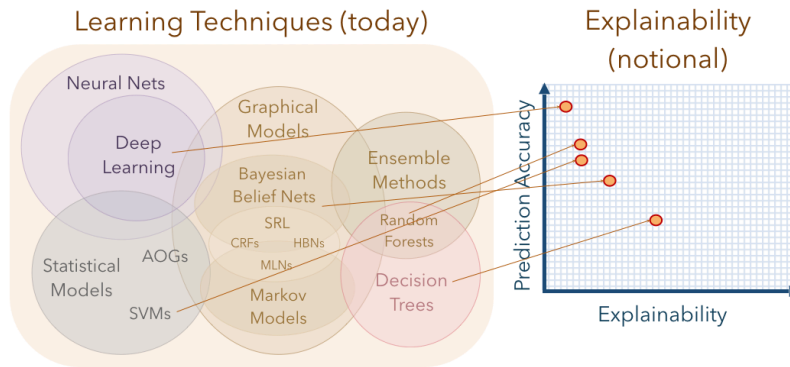 Learning Techniques (today)
Neural Nets
Deep
Learning
Graphical
Models
Bayesian
Belief Nets
SRL
CRFs
HBNs
MLNs
Markov
Models
Ensemble
Methods
Random
Forests
Decision
Trees
Statistical
Models
AOGs
SVMs
Explainability
(notional)
Prediction Accuracy
Explainability